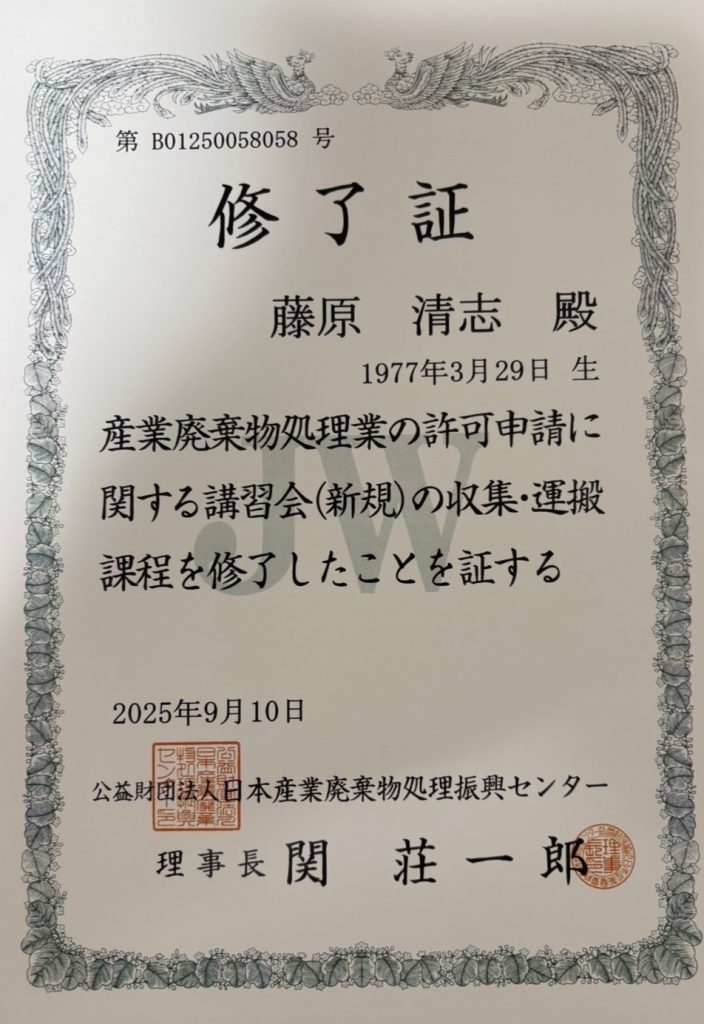 第 B01250058058 号
修了証
藤原 清志 殿
1977年3月29日 生
産業廃棄物処理業の許可申請に
関する講習会(新規)の収集・運搬
課程を修了したことを証する
JW
2025年9月10日
公益財団法人日本産業廃棄物処理振興センター
理事長 関 荘一郎